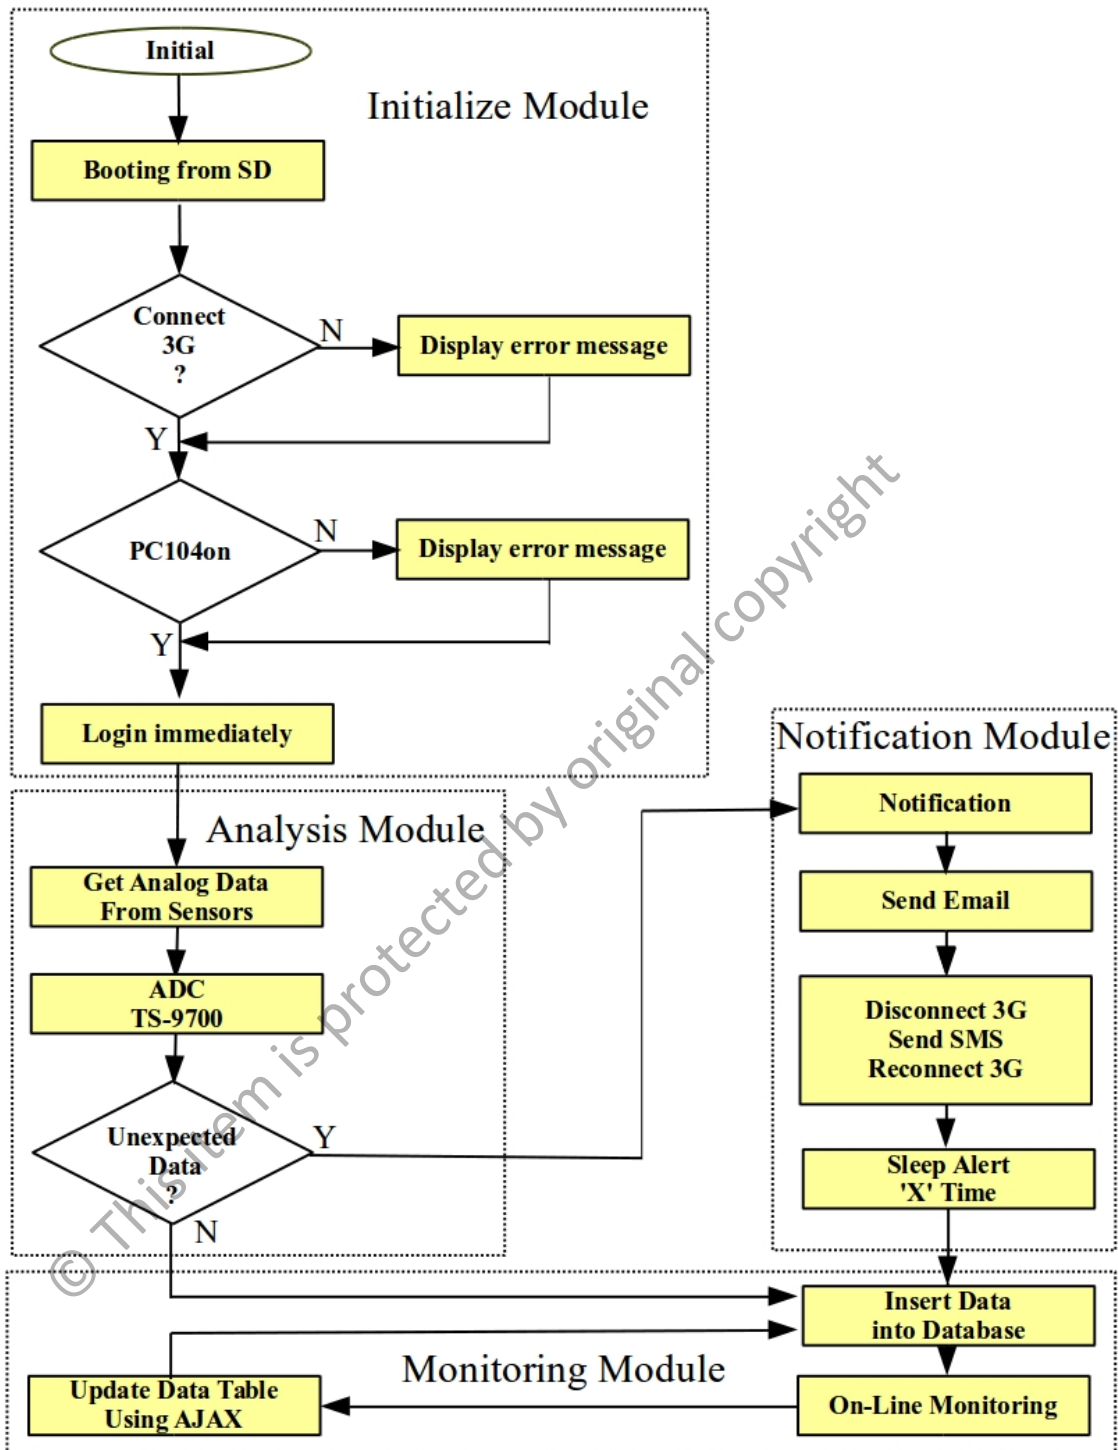 Initial
Initialize Module
Booting from SD
Connect
3G
?
N
Display error message
Y
PC104on
N
Display error message
Y
Login immediately
Analysis Module
Get Analog Data
From Sensors
ADC
TS-9700
Unexpected
Data
?
Y
N
Notification Module
Notification
Send Email
Disconnect 3G
Send SMS
Reconnect 3G
Sleep Alert
'X' Time
Insert Data
into Database
Monitoring Module
Update Data Table
Using AJAX
On-Line Monitoring
© This item is protected by original copyright